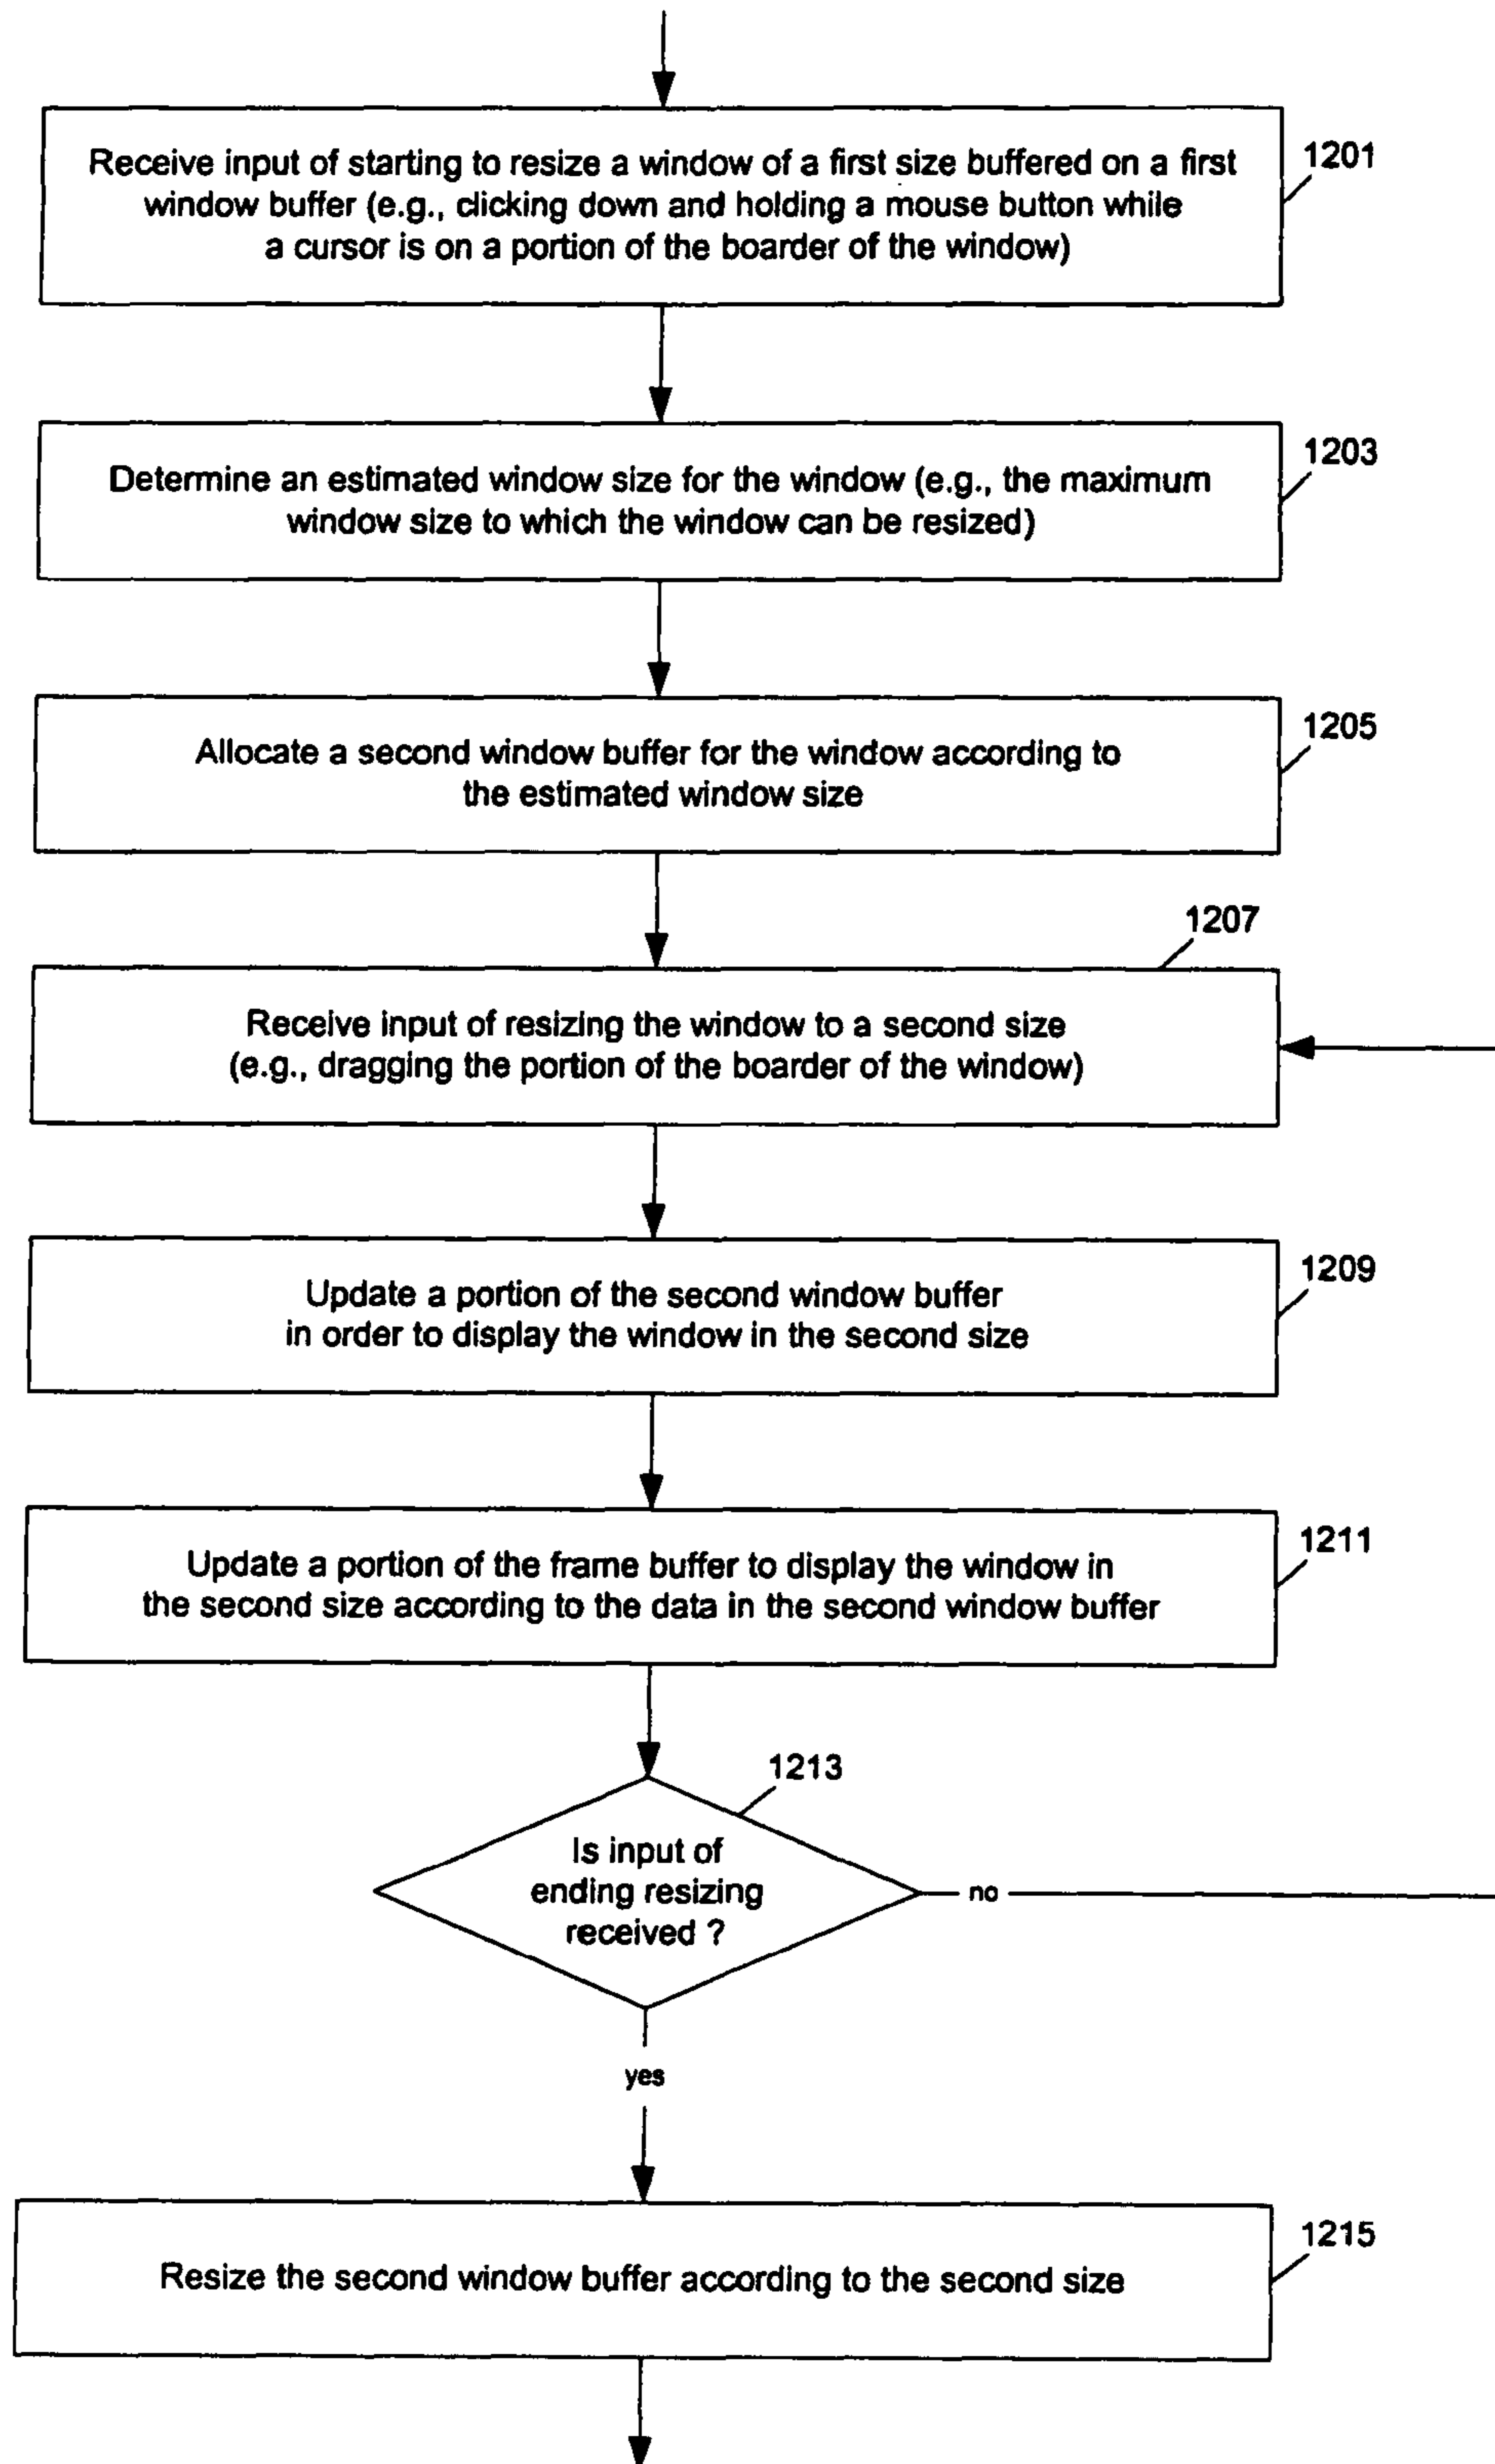 Receive input of starting to resize a window of a first size buffered on a first
window buffer (e.g., clicking down and holding a mouse button while
a cursor is on a portion of the boarder of the window)
1201
Determine an estimated window size for the window (e.g., the maximum
window size to which the window can be resized)
1203
Allocate a second window buffer for the window according to
the estimated window size
1205
1207
Receive input of resizing the window to a second size
(e.g., dragging the portion of the boarder of the window)
Update a portion of the second window buffer
in order to display the window in the second size
1209
Update a portion of the frame buffer to display the window in
the second size according to the data in the second window buffer
1211
1213
Is input of
ending resizing
received ?
no
yes
Resize the second window buffer according to the second size
1215